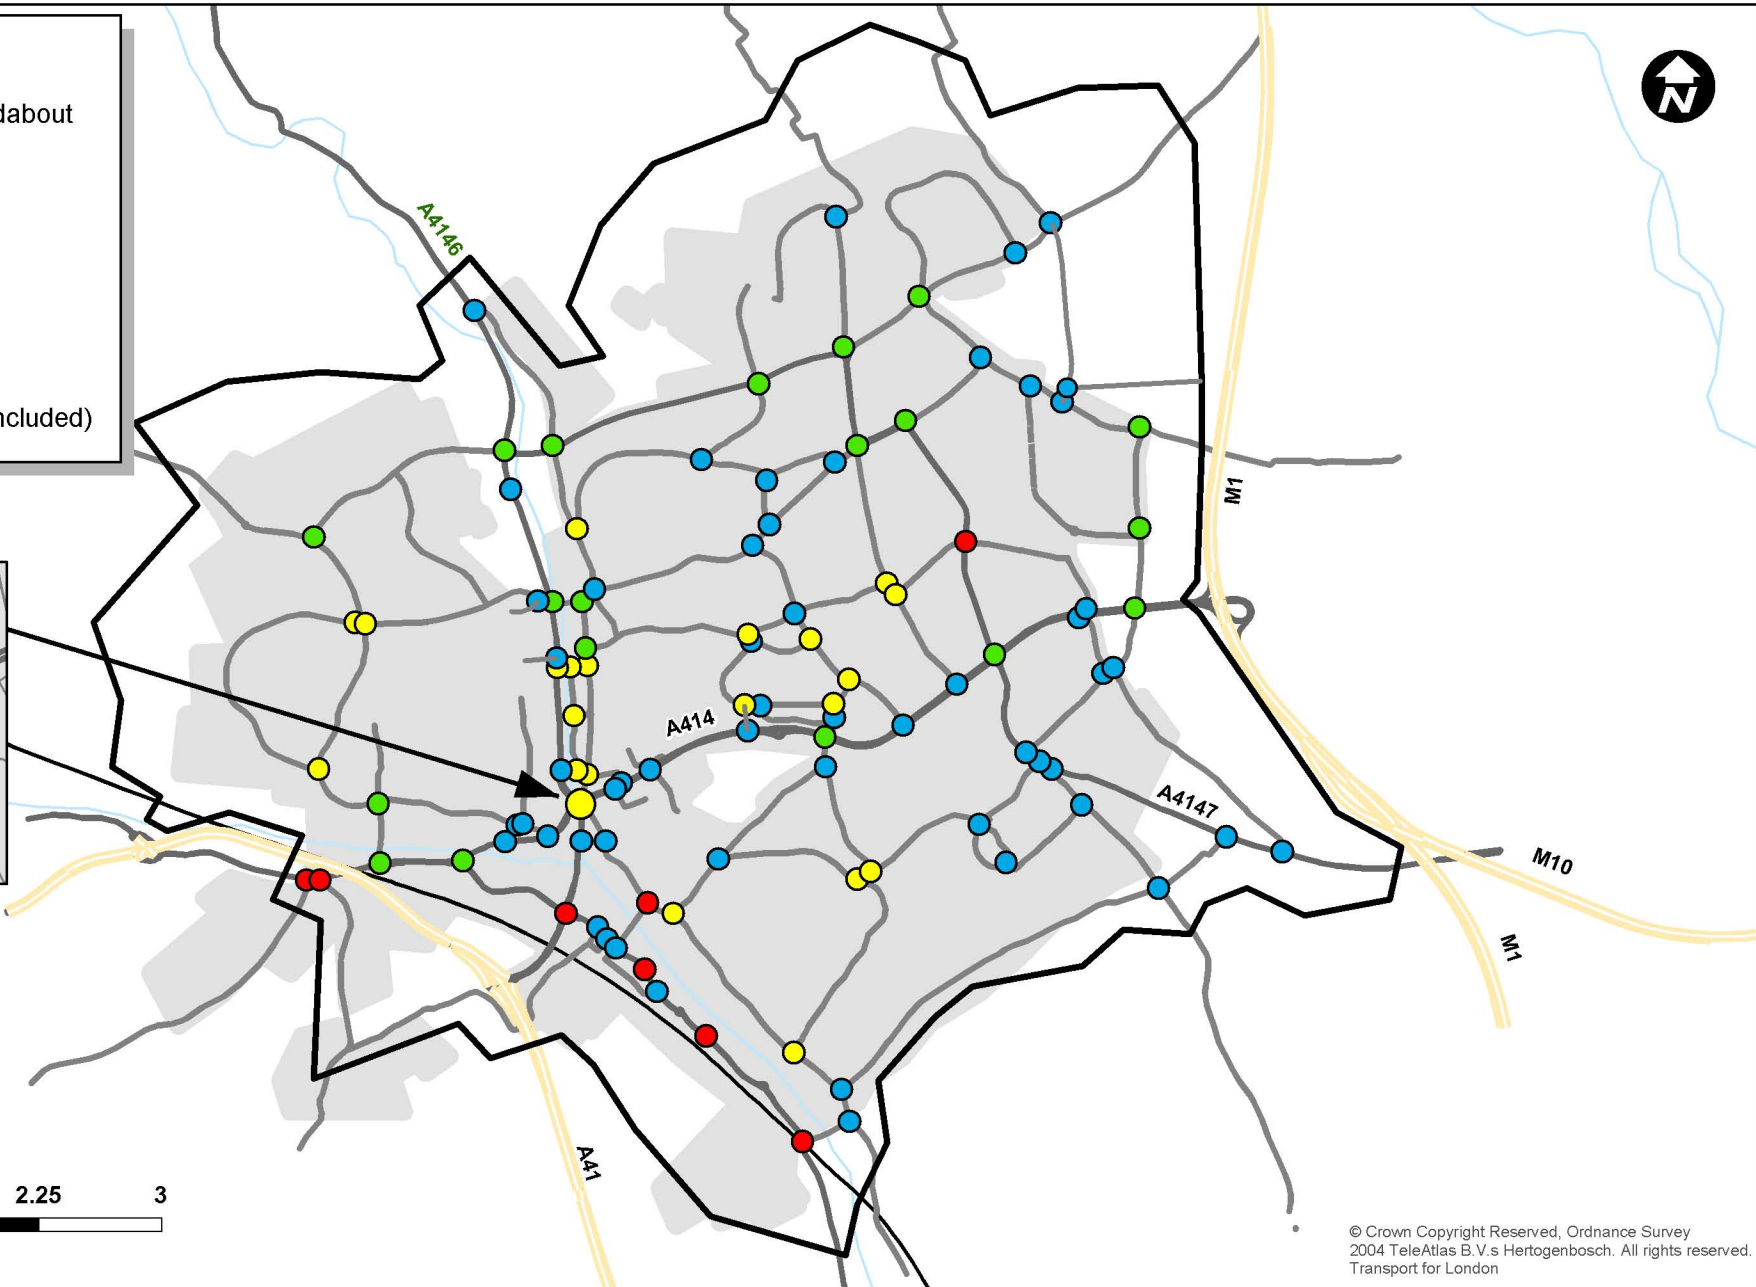 dabout
ncluded)
N
A4146
M1
A414
A4147
M10
M1
A41
2.25 3
© Crown Copyright Reserved, Ordnance Survey
2004 TeleAtlas B.V.s Hertogenbosch. All rights reserved.
Transport for London